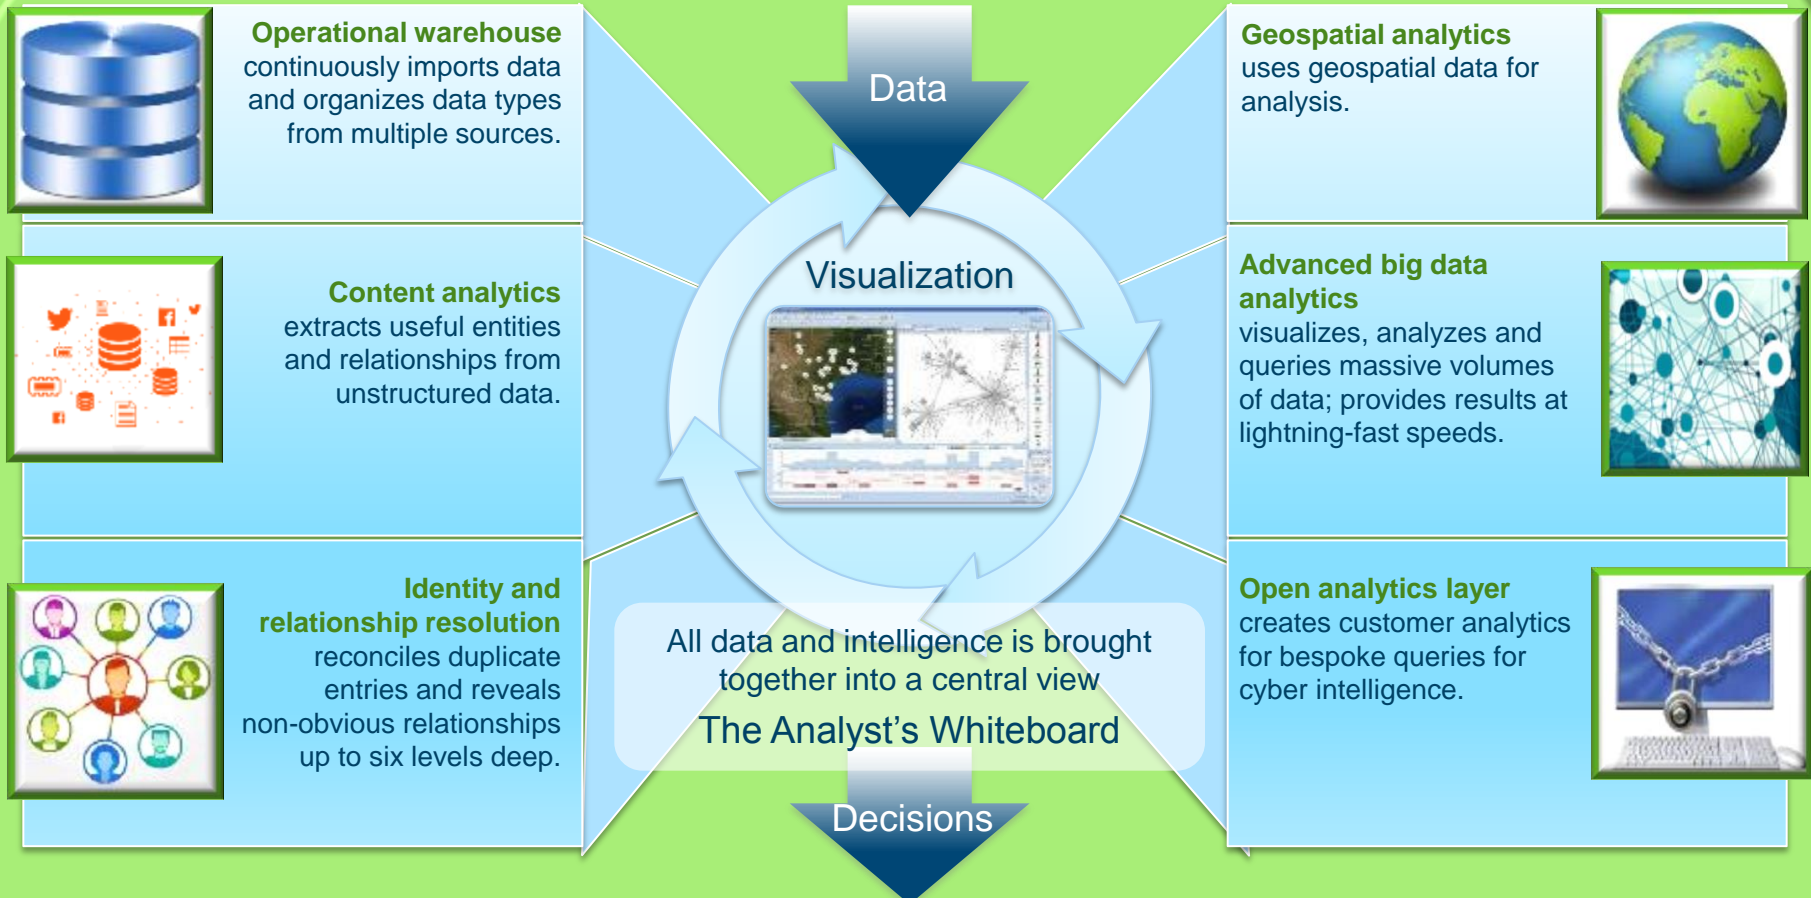 Operational warehouse
continuously imports data
and organizes data types
from multiple sources.
Content analytics
extracts useful entities
and relationships from
unstructured data.
Identity and
relationship resolution
reconciles duplicate
entries and reveals
non-obvious relationships
up to six levels deep.
Data
Visualization
All data and intelligence is brought
together into a central view
The Analyst's Whiteboard
Decisions
Geospatial analytics
uses geospatial data for
analysis.
Advanced big data
analytics
visualizes, analyzes and
queries massive volumes
of data; provides results at
lightning-fast speeds.
Open analytics layer
creates customer analytics
for bespoke queries for
cyber intelligence.